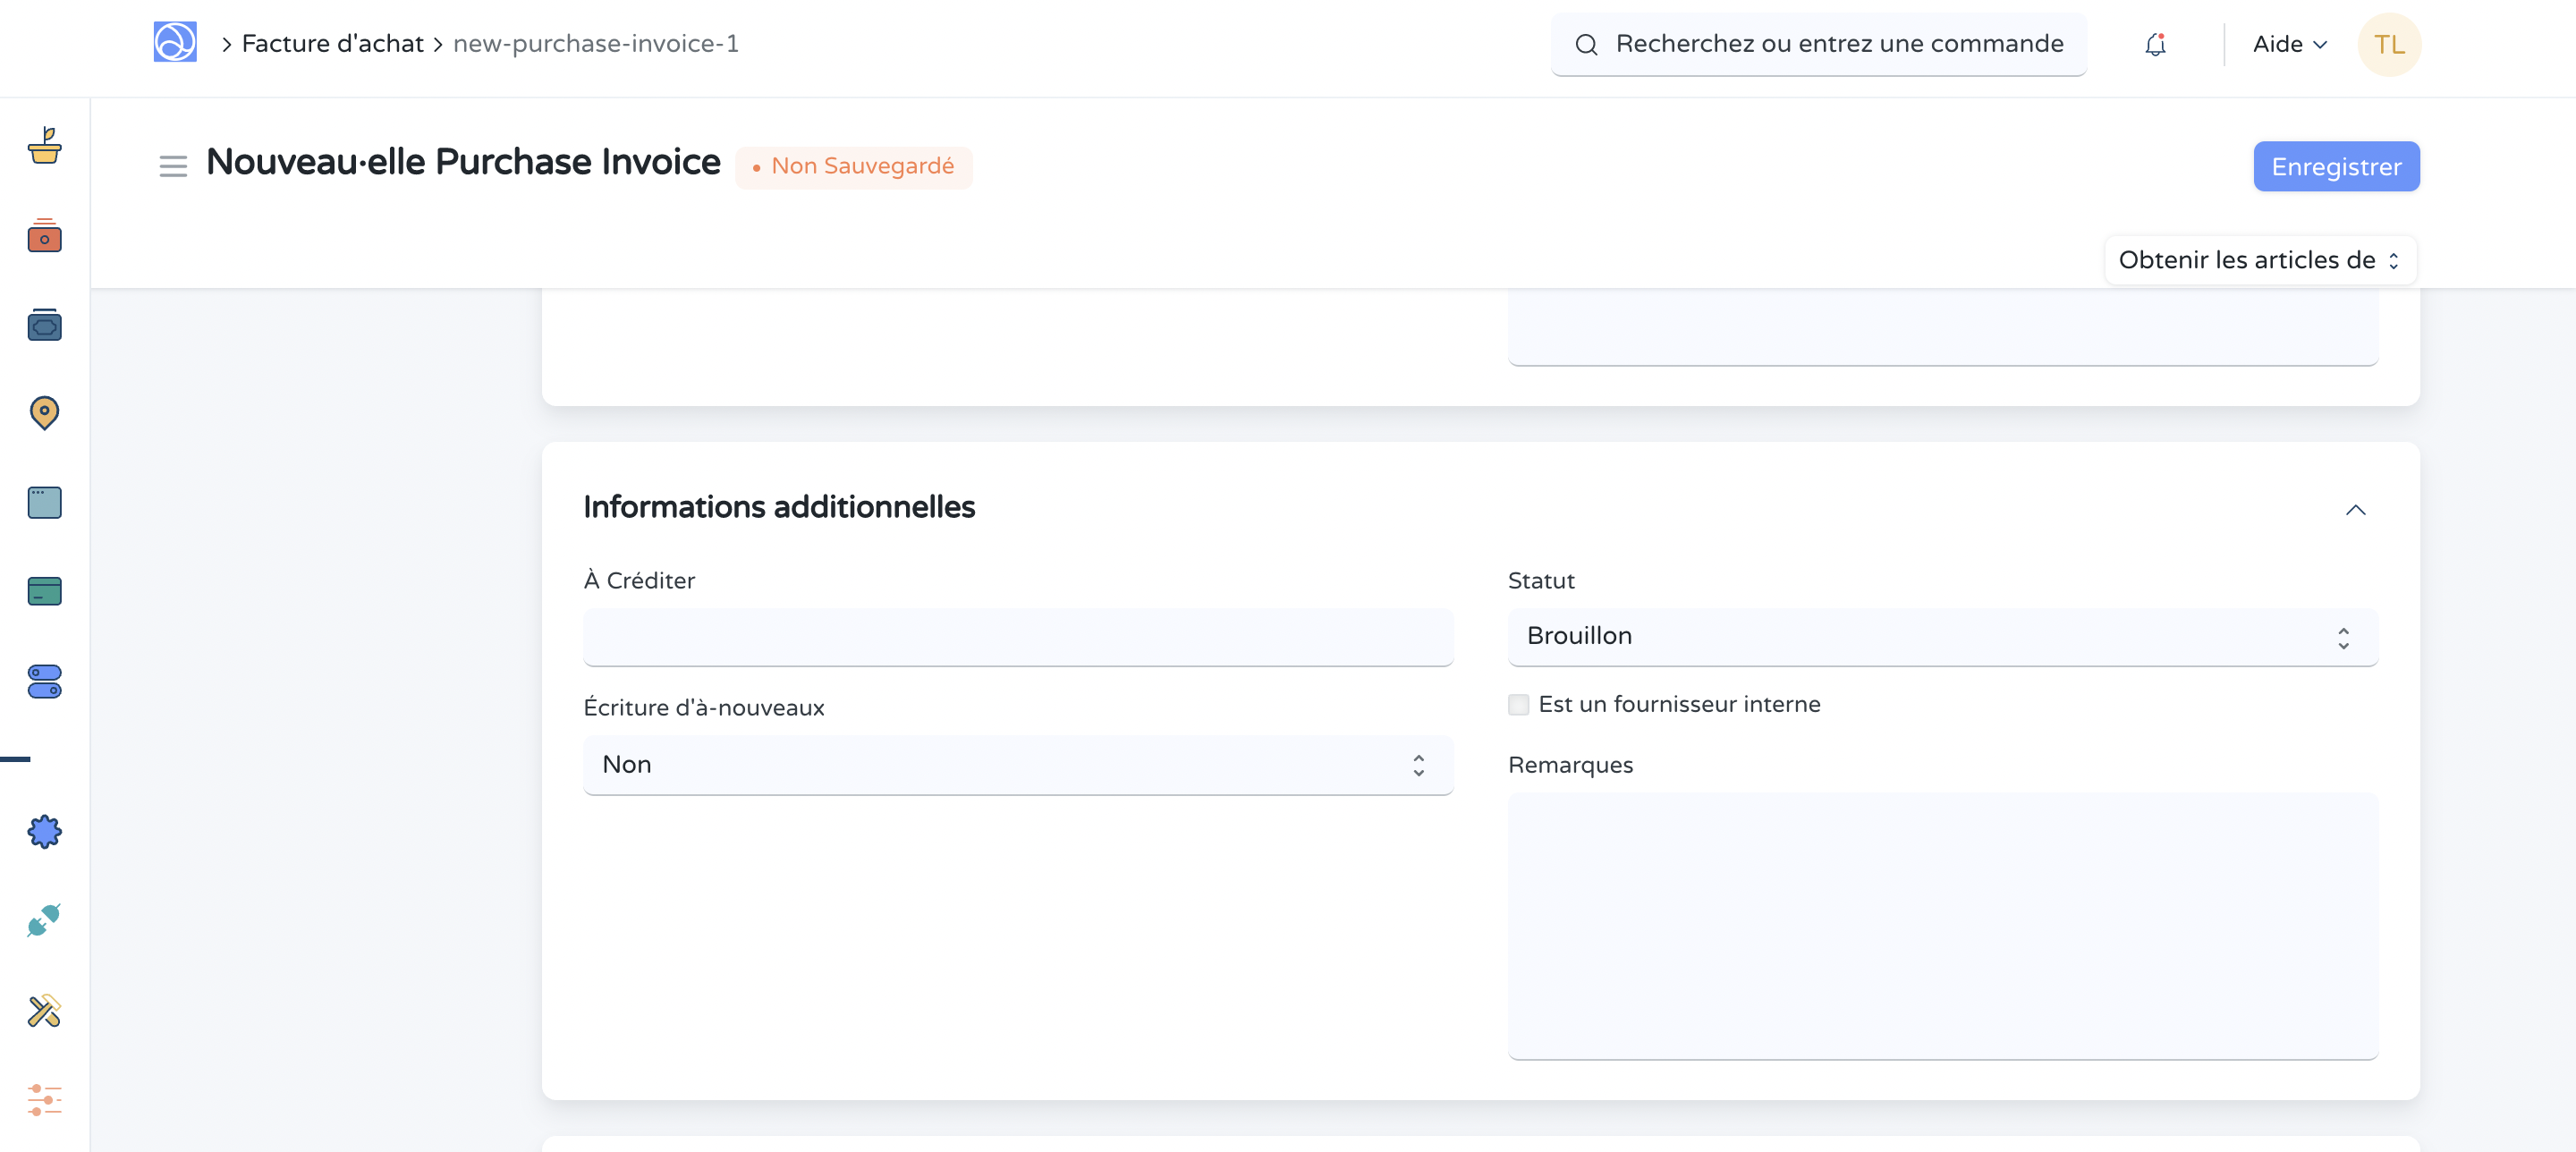 Facture d'achat
new-purchase-invoice-1
Recherchez ou entrez une commande
Aide
TL
Nouveau·elle Purchase Invoice
Non Sauvegardé
Enregistrer
Obtenir les articles de
Informations additionnelles
À Créditer
Statut
Brouillon
Écriture d'à-nouveaux
Est un fournisseur interne
Non
Remarques